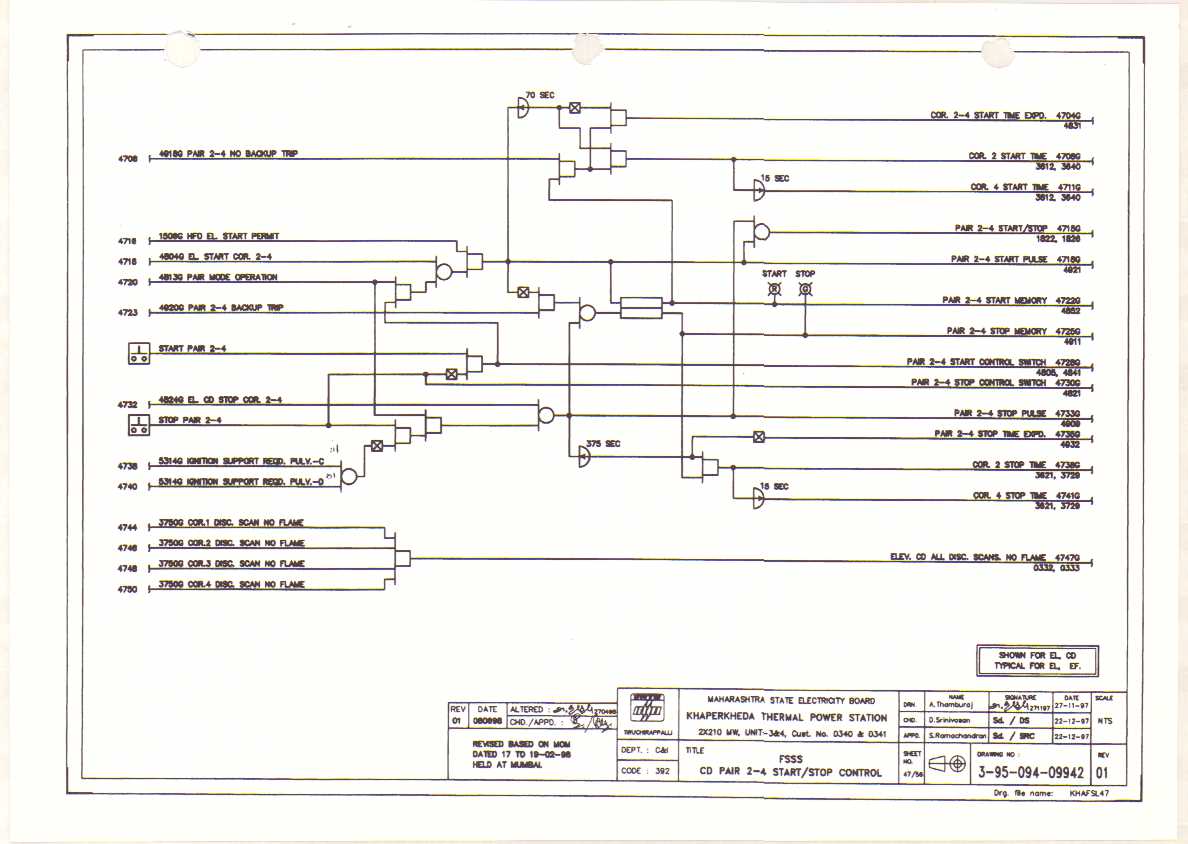 70 SEC
COR. 2-4 START TIME EXPD. 4704G
4831
4708 4918G PAIR 2-4 NO BACKUP TRIP
COR. 2 START TIME 4708G
3612, 3640
15 SEC
COR. 4 START TIME 4711G
3612, 3640
PAIR 2-4 START/STOP 4715G
1822, 1826
4716 1509G HFO EL. START PERMIT
4718 4804G EL. START COR. 2-4
PAIR 2-4 START PULSE 4718G
4921
4720 4813G PAIR MODE OPERATION
START STOP
R G
PAIR 2-4 START MEMORY 4722G
4852
4723 4920G PAIR 2-4 BACKUP TRIP
PAIR 2-4 STOP MEMORY 4725G
4911
START PAIR 2-4
PAIR 2-4 START CONTROL SWITCH 4728G
4808, 4841
PAIR 2-4 STOP CONTROL SWITCH 4730G
4821
4732 4824G EL. CD STOP COR. 2-4
STOP PAIR 2-4
PAIR 2-4 STOP PULSE 4733G
4909
375 SEC
PAIR 2-4 STOP TIME EXPD. 4736G
4932
4738 5314G IGNITION SUPPORT REQD. PULV.-C
COR. 2 STOP TIME 4738G
3621, 3729
4740 5314G IGNITION SUPPORT REQD. PULV.-D
15 SEC
COR. 4 STOP TIME 4741G
3621, 3729
4744 3750G COR.1 DISC. SCAN NO FLAME
4746 3750G COR.2 DISC. SCAN NO FLAME
4748 3750G COR.3 DISC. SCAN NO FLAME
ELEV. CD ALL DISC. SCANS. NO FLAME 4747G
0332, 0333
4750 3750G COR.4 DISC. SCAN NO FLAME
SHOWN FOR EL. CD
TYPICAL FOR EL. EF.
REV DATE ALTERED :
01 080698 CHD./APPD. :
REVISED BASED ON MOM
DATED 17 TO 19-02-98
HELD AT MUMBAI
TIRUCHIRAPPALLI
DEPT. : C&I
CODE : 392
MAHARASHTRA STATE ELECTRICITY BOARD
KHAPERKHEDA THERMAL POWER STATION
2X210 MW, UNIT-3&4, Cust. No. 0340 & 0341
TITLE
FSSS
CD PAIR 2-4 START/STOP CONTROL
NAME SIGNATURE DATE SCALE
DRN A.Thamburaj 271197 27-11-97
CHD. D.Srinivasan Sd. / DS 22-12-97 NTS
APPD. S.Ramachandran Sd. / SRC 22-12-97
SHEET NO. 47/56
DRAWING NO : 3-95-094-09942
REV 01
Drg. file name: KHAFSL47